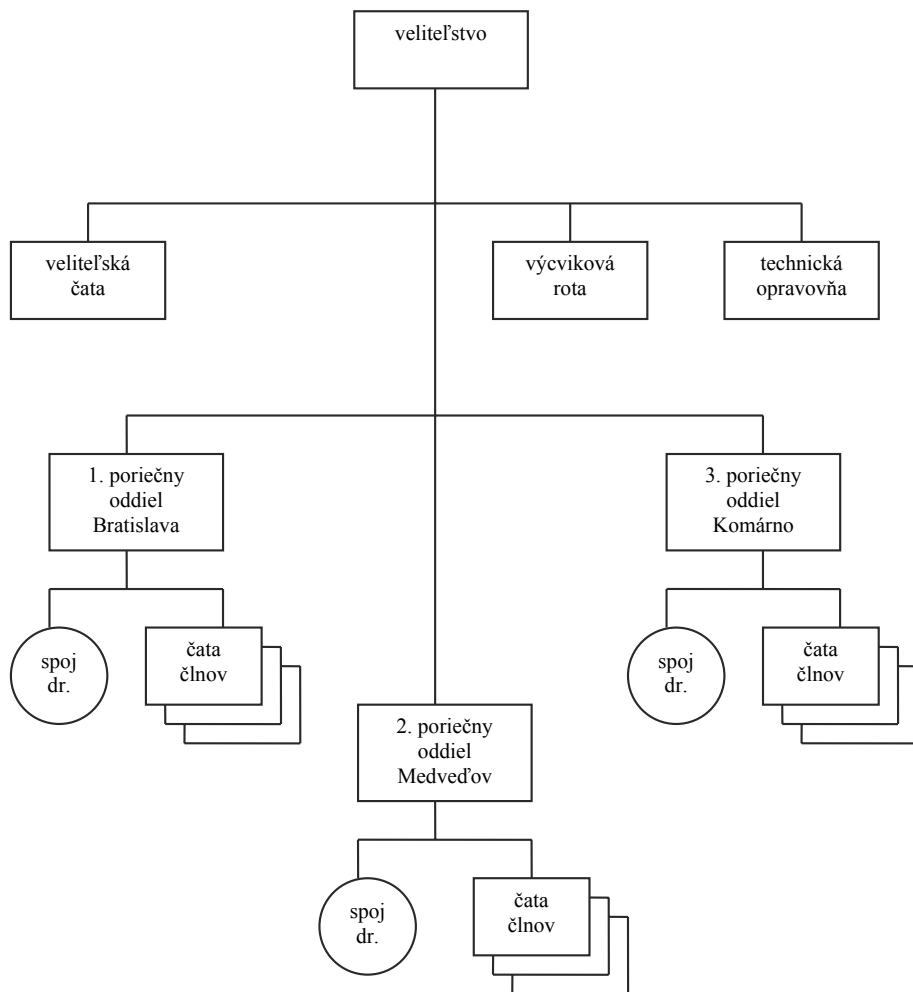 veliteľstvo
veliteľská
čata
výcviková
rota
technická
opravovňa
1. poriečny
oddiel
Bratislava
3. poriečny
oddiel
Komárno
spoj
dr.
čata
člnov
spoj
dr.
čata
člnov
2. poriečny
oddiel
Medveďov
spoj
dr.
čata
člnov